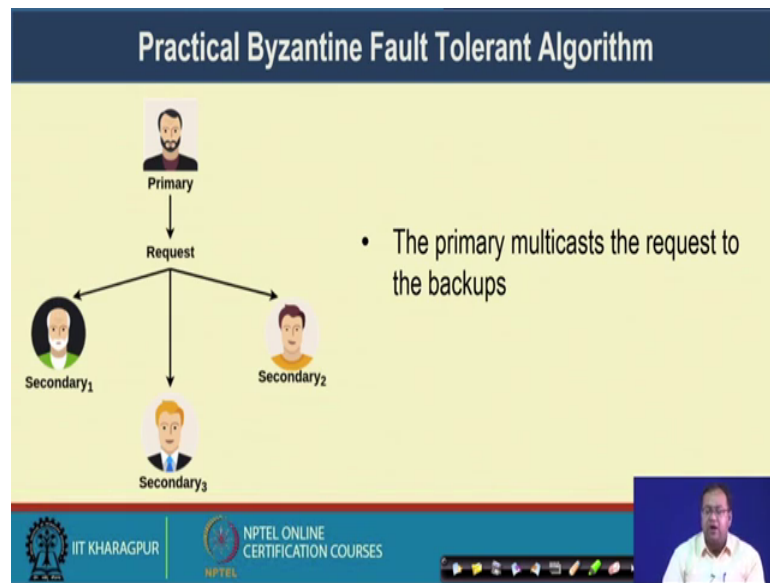 Practical Byzantine Fault Tolerant Algorithm
Primary
Request
Secondary1
Secondary2
Secondary3
• The primary multicasts the request to
the backups
IIT KHARAGPUR
NPTEL
NPTEL ONLINE
CERTIFICATION COURSES